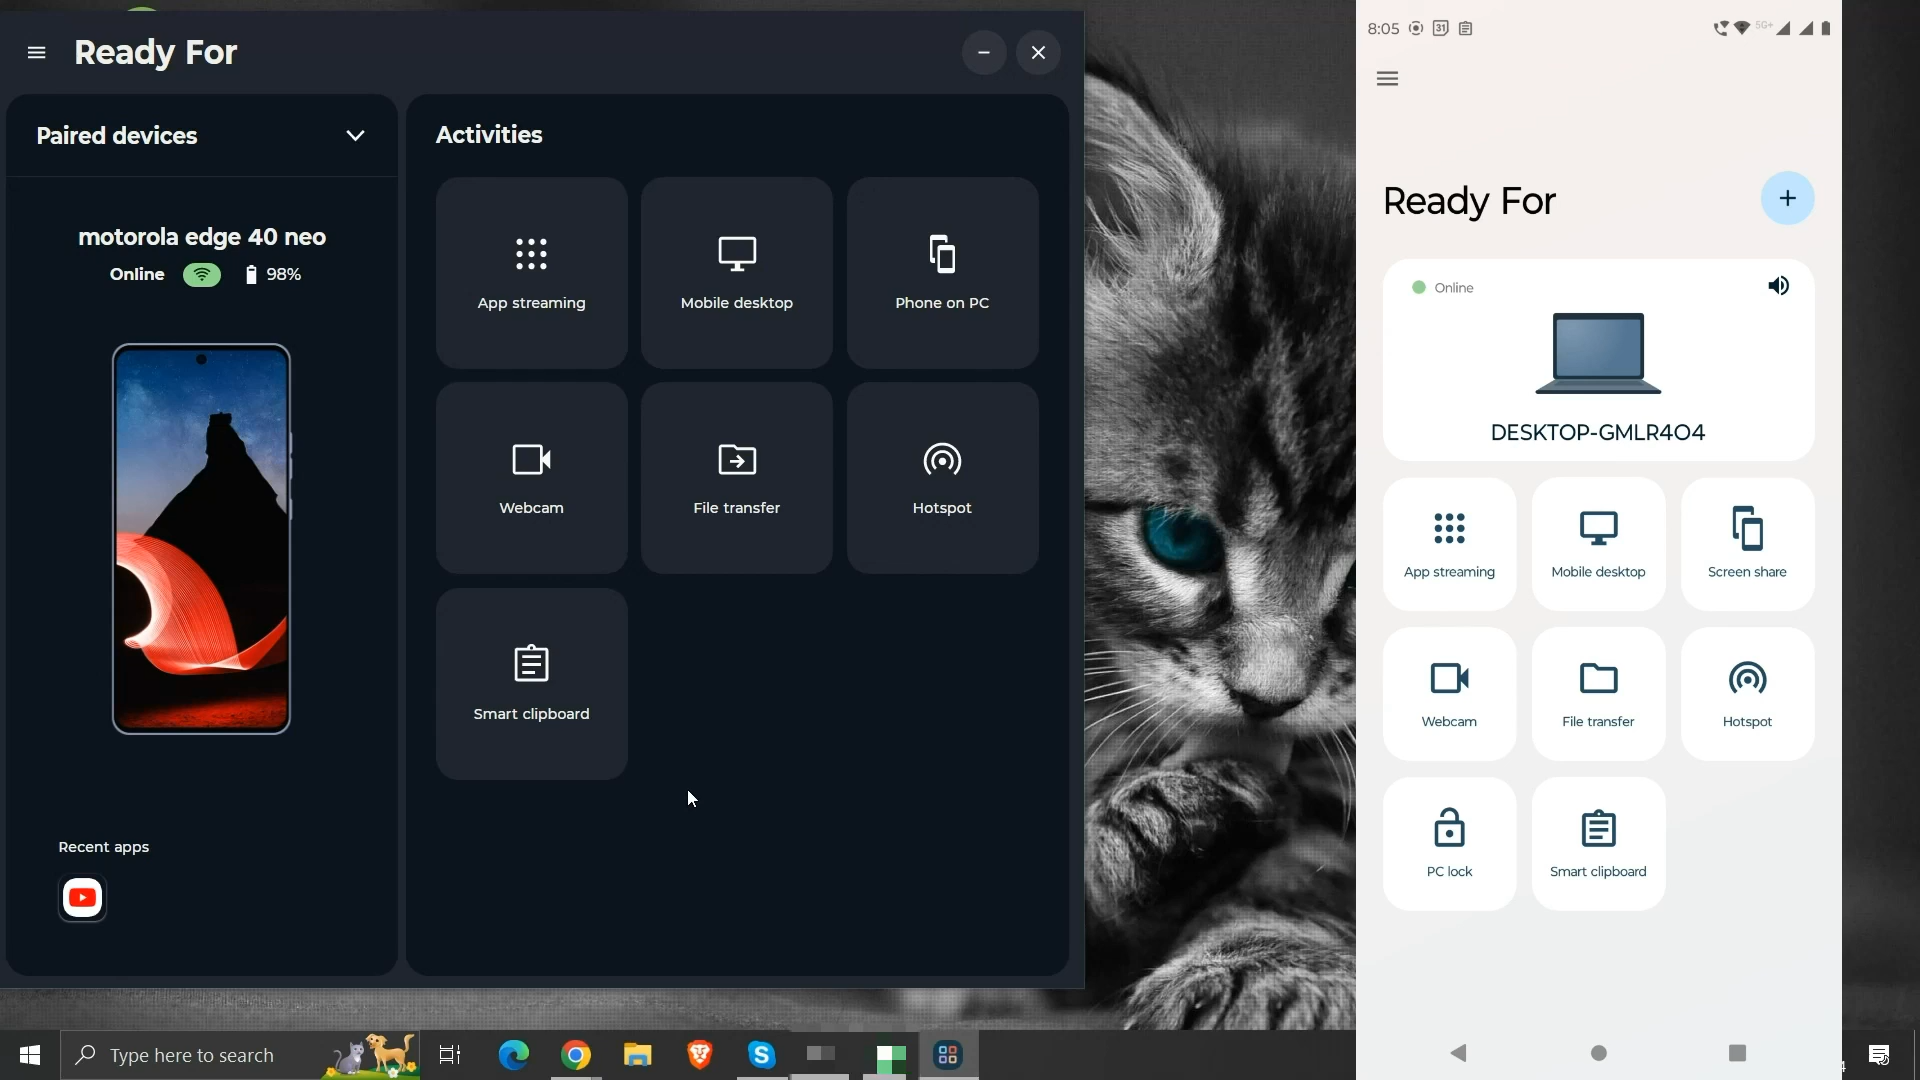 Ready For
Paired devices
motorola edge 40 neo
Online 98%
Recent apps
Activities
App streaming
Mobile desktop
Phone on PC
Webcam
File transfer
Hotspot
Smart clipboard
Type here to search
8:05 31 5G+
Ready For
Online
DESKTOP-GMLR4O4
App streaming
Mobile desktop
Screen share
Webcam
File transfer
Hotspot
PC lock
Smart clipboard